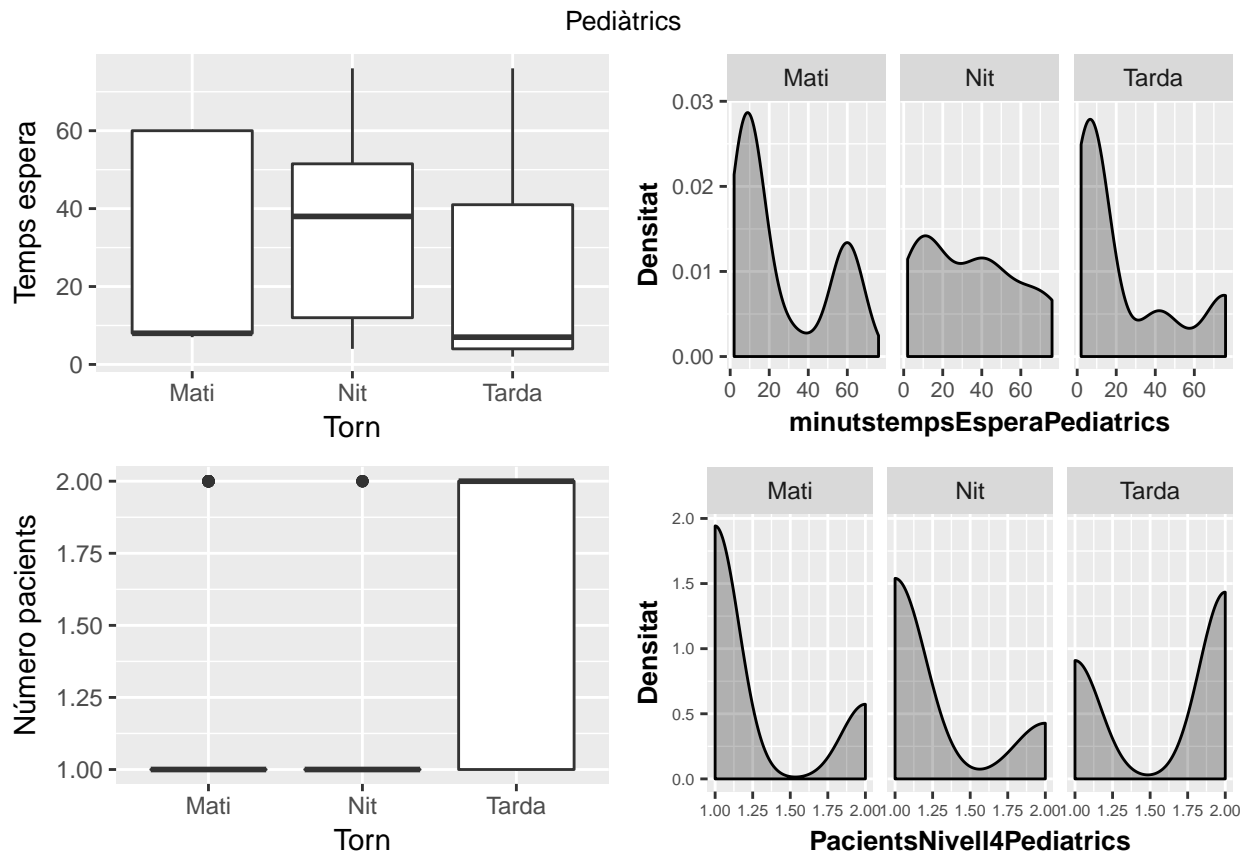 Pediàtrics
60
40
20
0
Temps espera
Mati Nit Tarda
Torn
Mati Nit Tarda
0.03
0.02
0.01
0.00
Densitat
0 20 40 60 0 20 40 60 0 20 40 60
minutstempsEsperaPediatrics
2.00
1.75
1.50
1.25
1.00
Número pacients
Mati Nit Tarda
Torn
Mati Nit Tarda
2.0
1.5
1.0
0.5
0.0
Densitat
1.00 1.25 1.50 1.75 2.00 1.00 1.25 1.50 1.75 2.00 1.00 1.25 1.50 1.75 2.00
PacientsNivell4Pediatrics